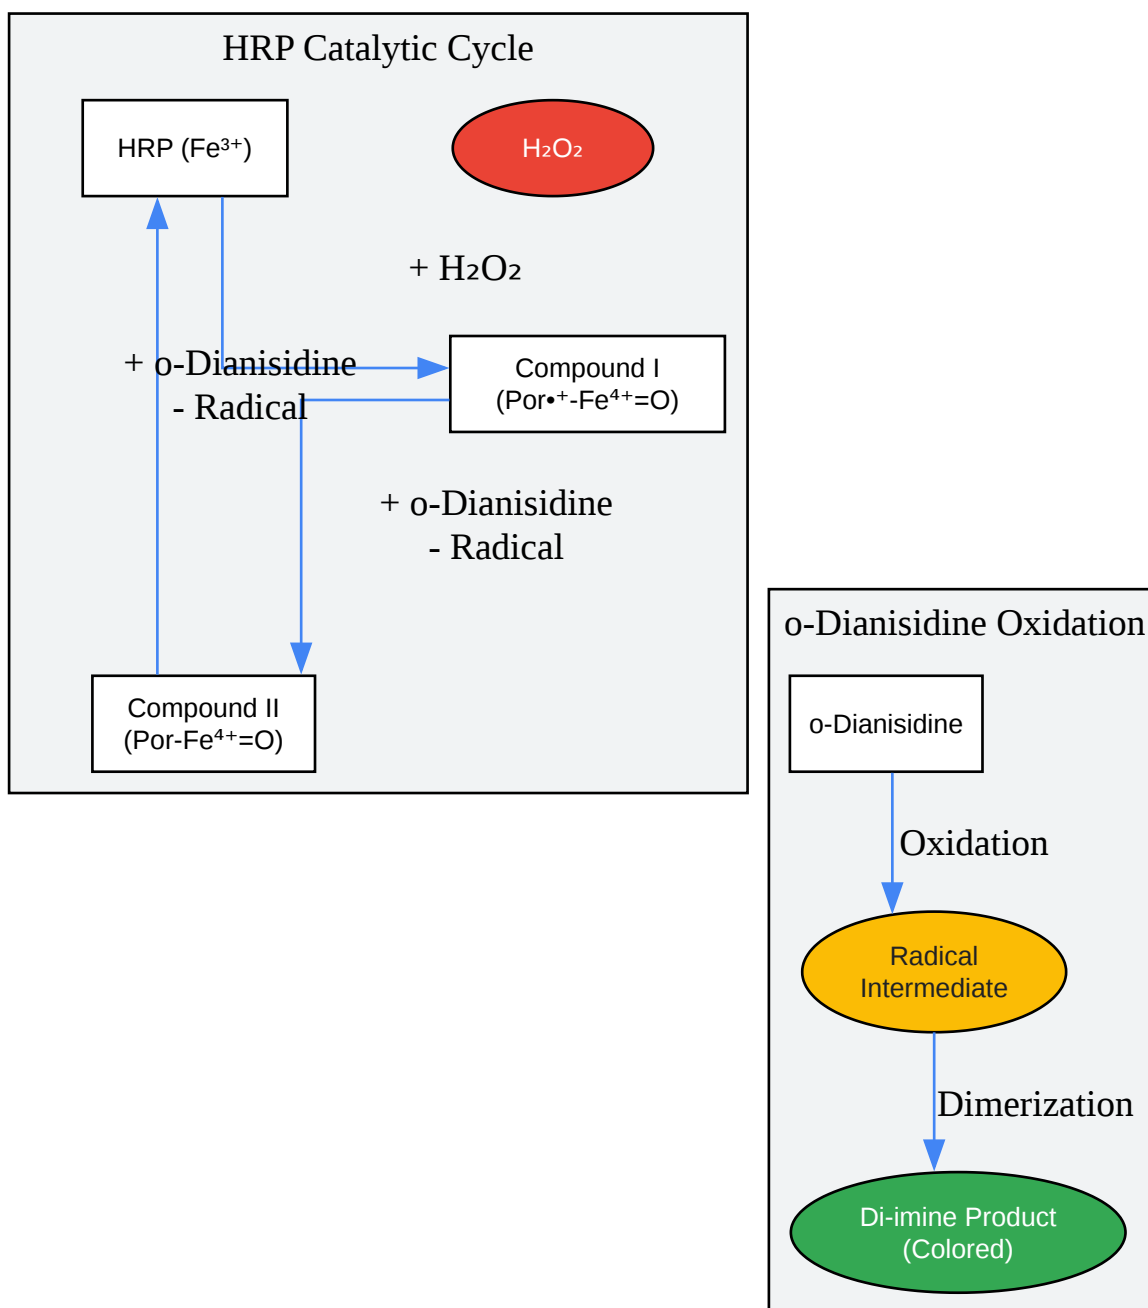 HRP Catalytic Cycle
HRP (Fe³⁺)
H₂O₂
+ H₂O₂
+ o-Dianisidine
- Radical
Compound I
(Por•⁺-Fe⁴⁺=O)
+ o-Dianisidine
- Radical
Compound II
(Por-Fe⁴⁺=O)
o-Dianisidine Oxidation
o-Dianisidine
Oxidation
Radical
Intermediate
Dimerization
Di-imine Product
(Colored)